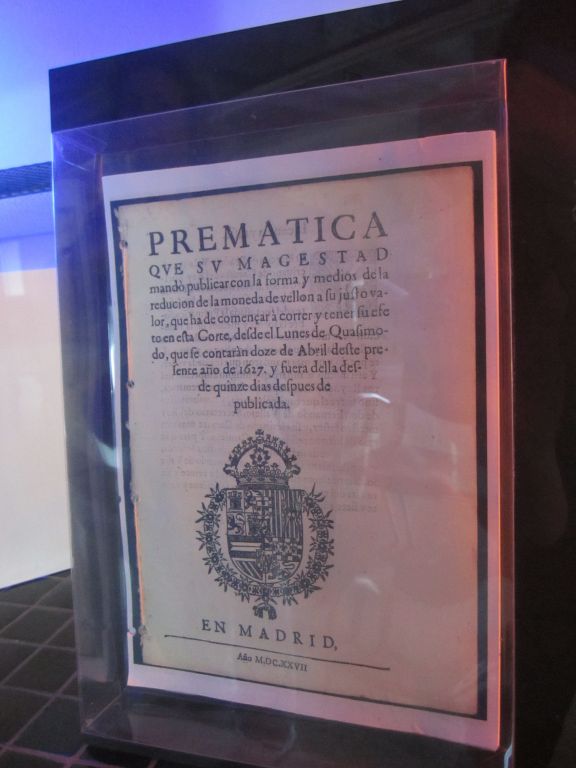 PREMATICA
QVE SV MAGESTAD
mandò publicar con la forma y medios de la
reducion de la moneda de vellon a su justo va-
lor, que ha de començar à correr y tener su efe
to en esta Corte, desde el Lunes de Quasimo-
do, que se contaràn doze de Abril deste pre-
sente año de 1627. y fuera della des-
de quinze dias despues de
publicada.
EN MADRID,
Año M,DC.XXVII